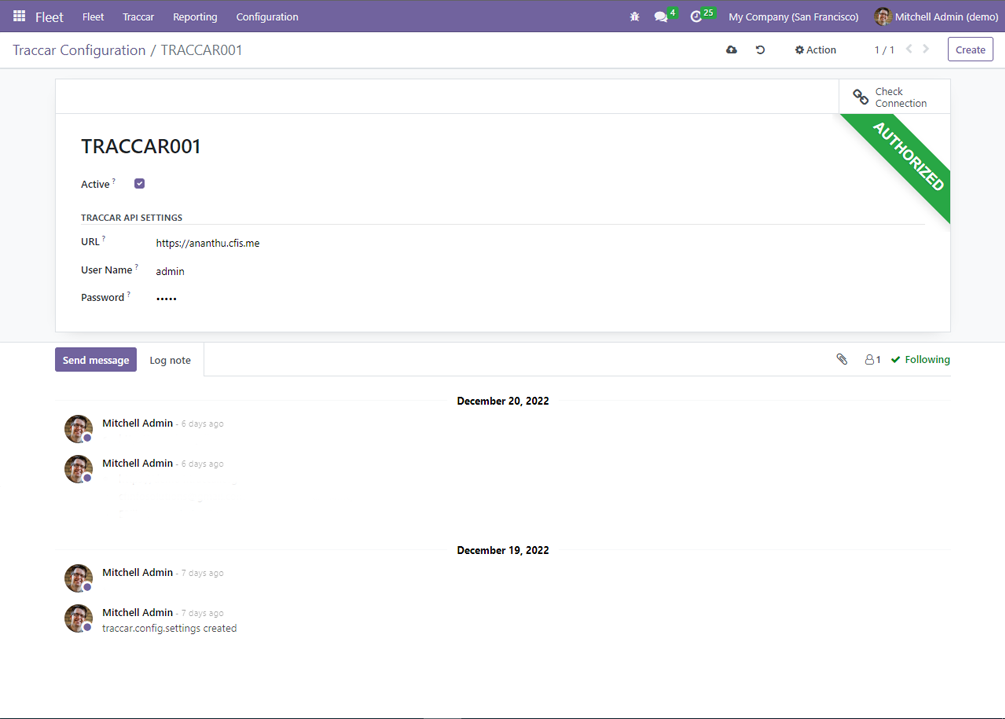 Fleet Fleet Traccar Reporting Configuration 4 25 My Company (San Francisco) Mitchell Admin (demo)
Traccar Configuration / TRACCAR001 Action 1 / 1 Create
Check
Connection
AUTHORIZED
TRACCAR001
Active ?
TRACCAR API SETTINGS
URL ? https://ananthu.cfis.me
User Name ? admin
Password ? •••••
Send message Log note 1 Following
December 20, 2022
Mitchell Admin - 6 days ago
Mitchell Admin - 6 days ago
December 19, 2022
Mitchell Admin - 7 days ago
Mitchell Admin - 7 days ago
traccar.config.settings created